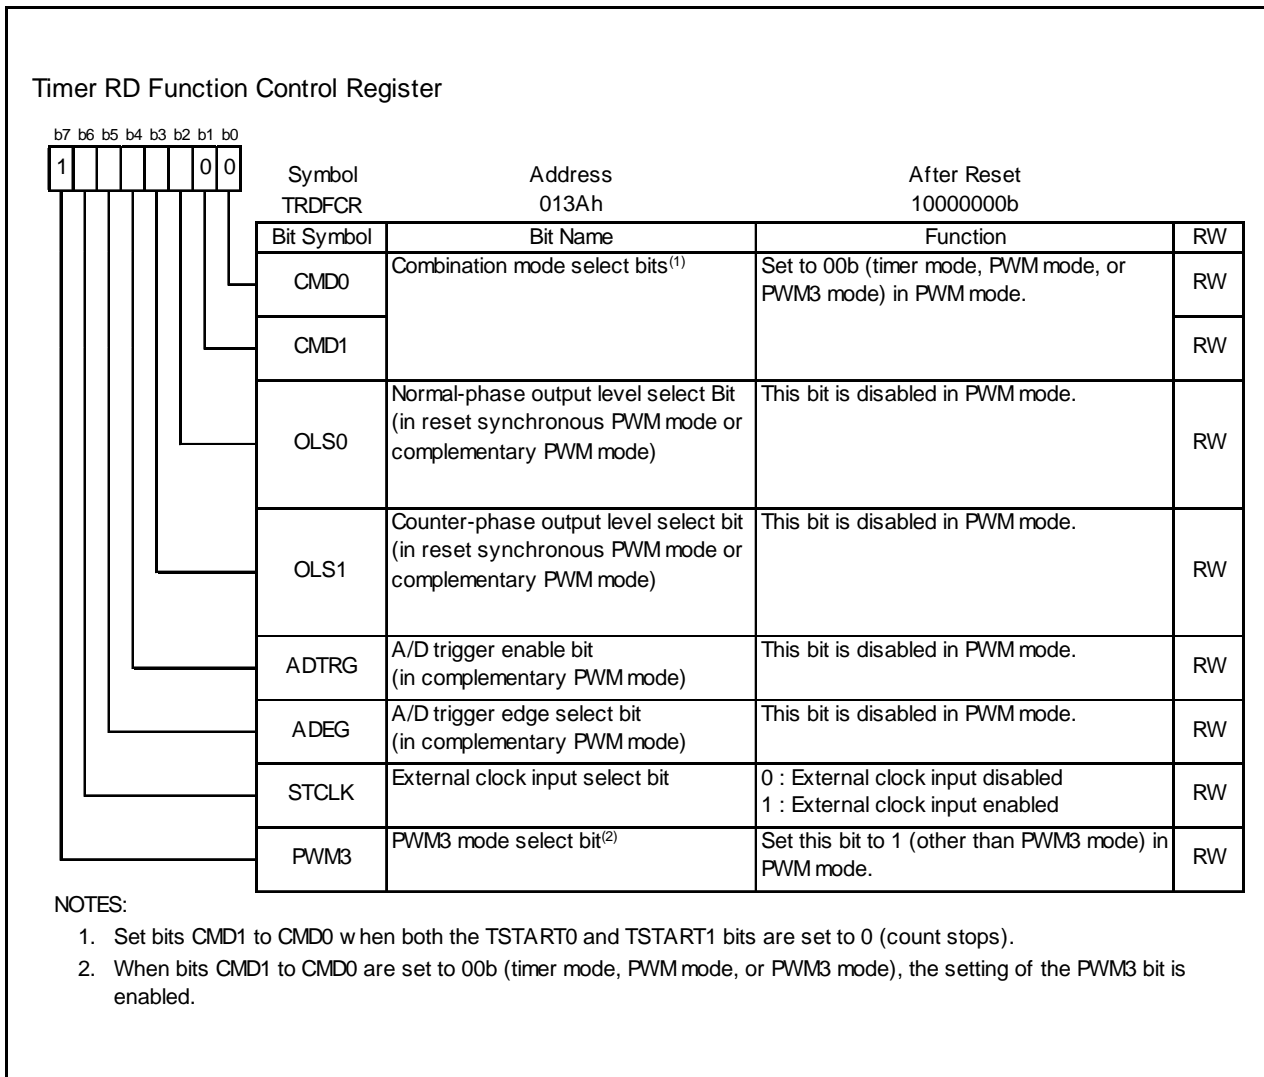 Timer RD Function Control Register
b7 b6 b5 b4 b3 b2 b1 b0
1 0 0
Symbol Address After Reset
TRDFCR 013Ah 10000000b
Bit Symbol Bit Name Function RW
CMD0 Combination mode select bits(1) Set to 00b (timer mode, PWM mode, or RW
PWM3 mode) in PWM mode.
CMD1 RW
Normal-phase output level select Bit This bit is disabled in PWM mode.
(in reset synchronous PWM mode or
OLS0 complementary PWM mode) RW
Counter-phase output level select bit This bit is disabled in PWM mode.
(in reset synchronous PWM mode or
OLS1 complementary PWM mode) RW
ADTRG A/D trigger enable bit This bit is disabled in PWM mode. RW
(in complementary PWM mode)
ADEG A/D trigger edge select bit This bit is disabled in PWM mode. RW
(in complementary PWM mode)
STCLK External clock input select bit 0 : External clock input disabled RW
1 : External clock input enabled
PWM3 PWM3 mode select bit(2) Set this bit to 1 (other than PWM3 mode) in RW
PWM mode.
NOTES:
1. Set bits CMD1 to CMD0 when both the TSTART0 and TSTART1 bits are set to 0 (count stops).
2. When bits CMD1 to CMD0 are set to 00b (timer mode, PWM mode, or PWM3 mode), the setting of the PWM3 bit is
enabled.